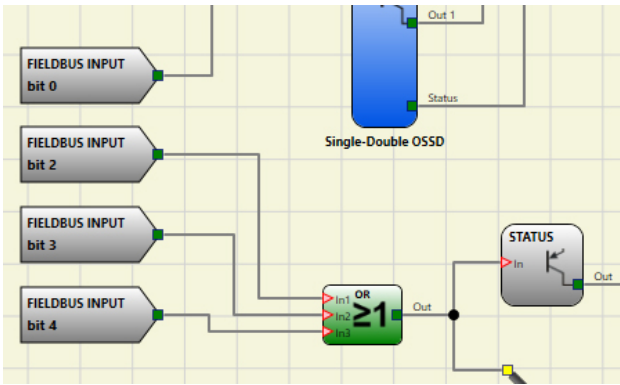 Out 1
FIELDBUS INPUT
bit 0
Status
Single-Double OSSD
FIELDBUS INPUT
bit 2
FIELDBUS INPUT
bit 3
STATUS
In
Out
FIELDBUS INPUT
bit 4
OR
In1
In2
In3
≥1
Out